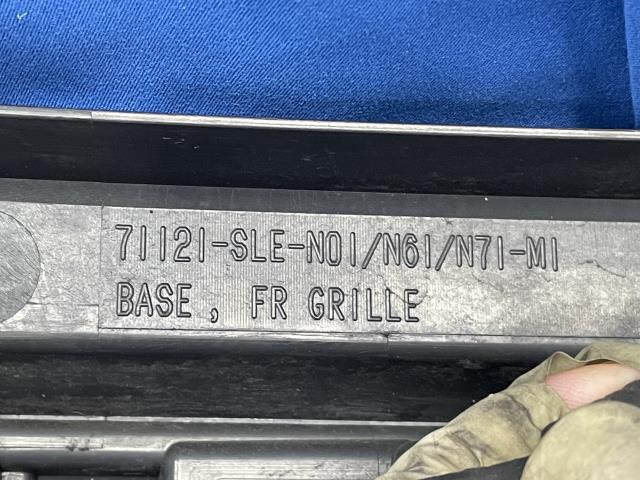 71121-SLE-N01/N61/N71-M1
BASE , FR GRILLE